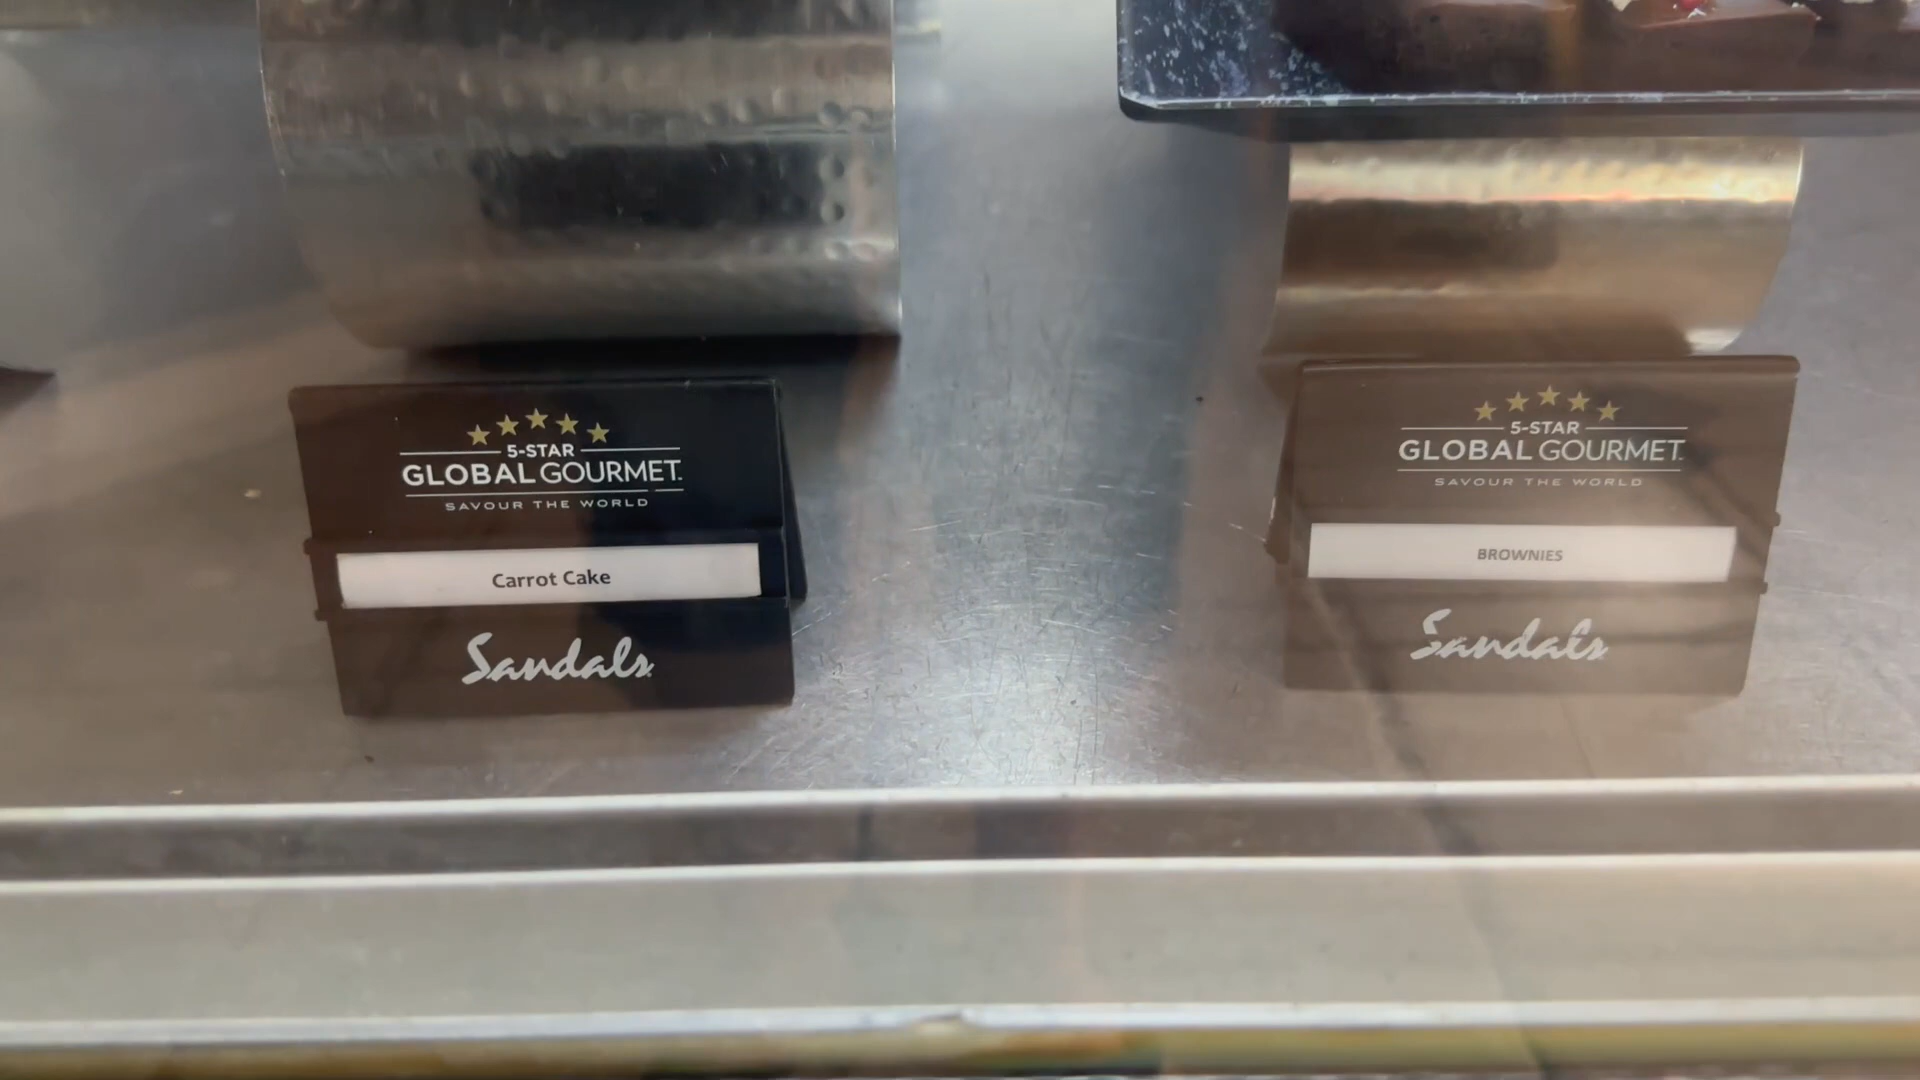 5-STAR
GLOBAL GOURMET
SAVOUR THE WORLD
Carrot Cake
Sandals
5-STAR
GLOBAL GOURMET
SAVOUR THE WORLD
BROWNIES
Sandals